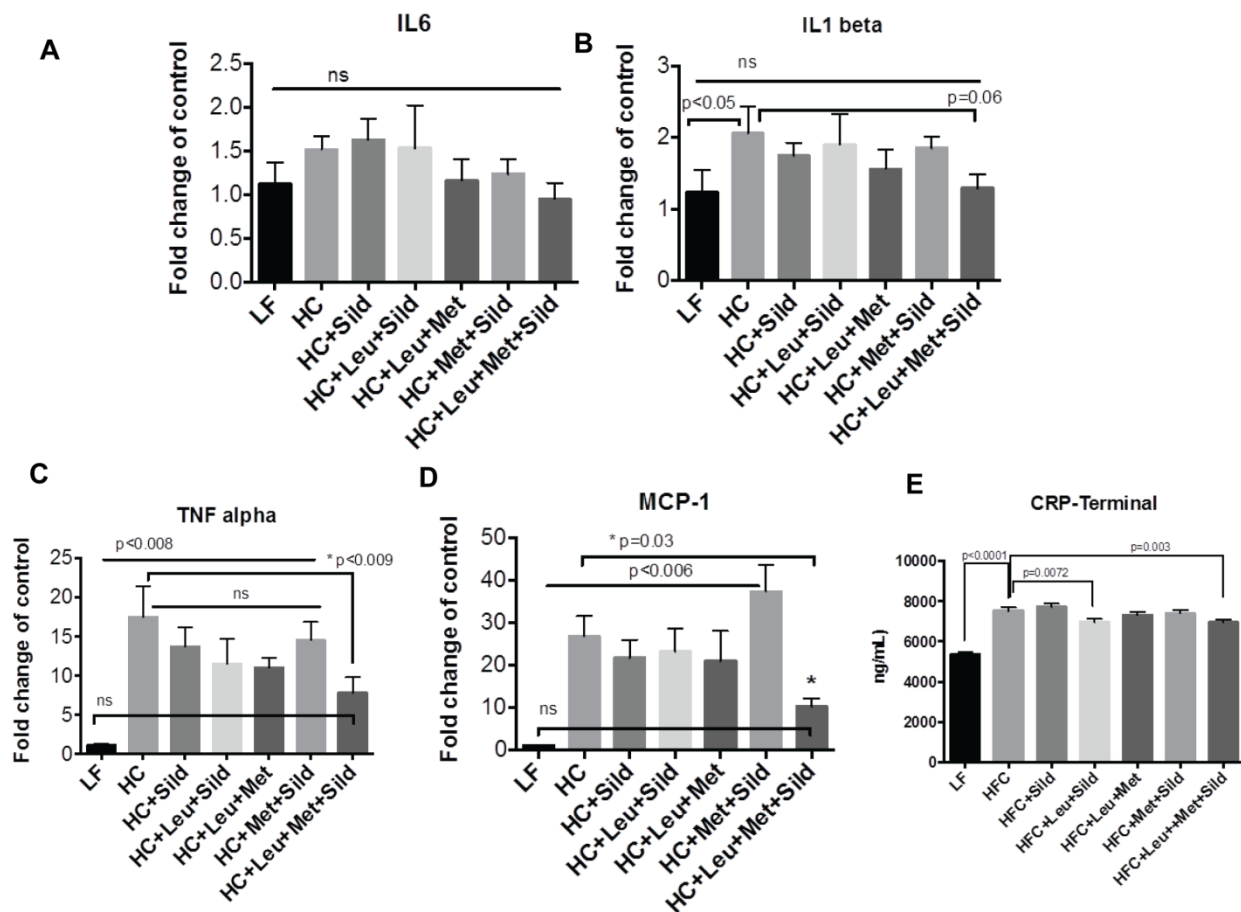 A
IL6
Fold change of control
2.5
2.0
1.5
1.0
0.5
0.0
ns
LF
HC
HC+Sild
HC+Leu+Sild
HC+Leu+Met
HC+Met+Sild
HC+Leu+Met+Sild
B
IL1 beta
Fold change of control
3
2
1
0
ns
p<0.05
p=0.06
LF
HC
HC+Sild
HC+Leu+Sild
HC+Leu+Met
HC+Met+Sild
HC+Leu+Met+Sild
C
TNF alpha
Fold change of control
25
20
15
10
5
0
p<0.008
* p<0.009
ns
ns
LF
HC
HC+Sild
HC+Leu+Sild
HC+Leu+Met
HC+Met+Sild
HC+Leu+Met+Sild
D
MCP-1
Fold change of control
50
40
30
20
10
0
* p=0.03
p<0.006
*
ns
LF
HC
HC+Sild
HC+Leu+Sild
HC+Leu+Met
HC+Met+Sild
HC+Leu+Met+Sild
E
CRP-Terminal
ng/mL)
10000
8000
6000
4000
2000
0
p<0.0001
p=0.003
p=0.0072
LF
HFC
HFC+Sild
HFC+Leu+Sild
HFC+Leu+Met
HFC+Met+Sild
HFC+Leu++Met+Sild